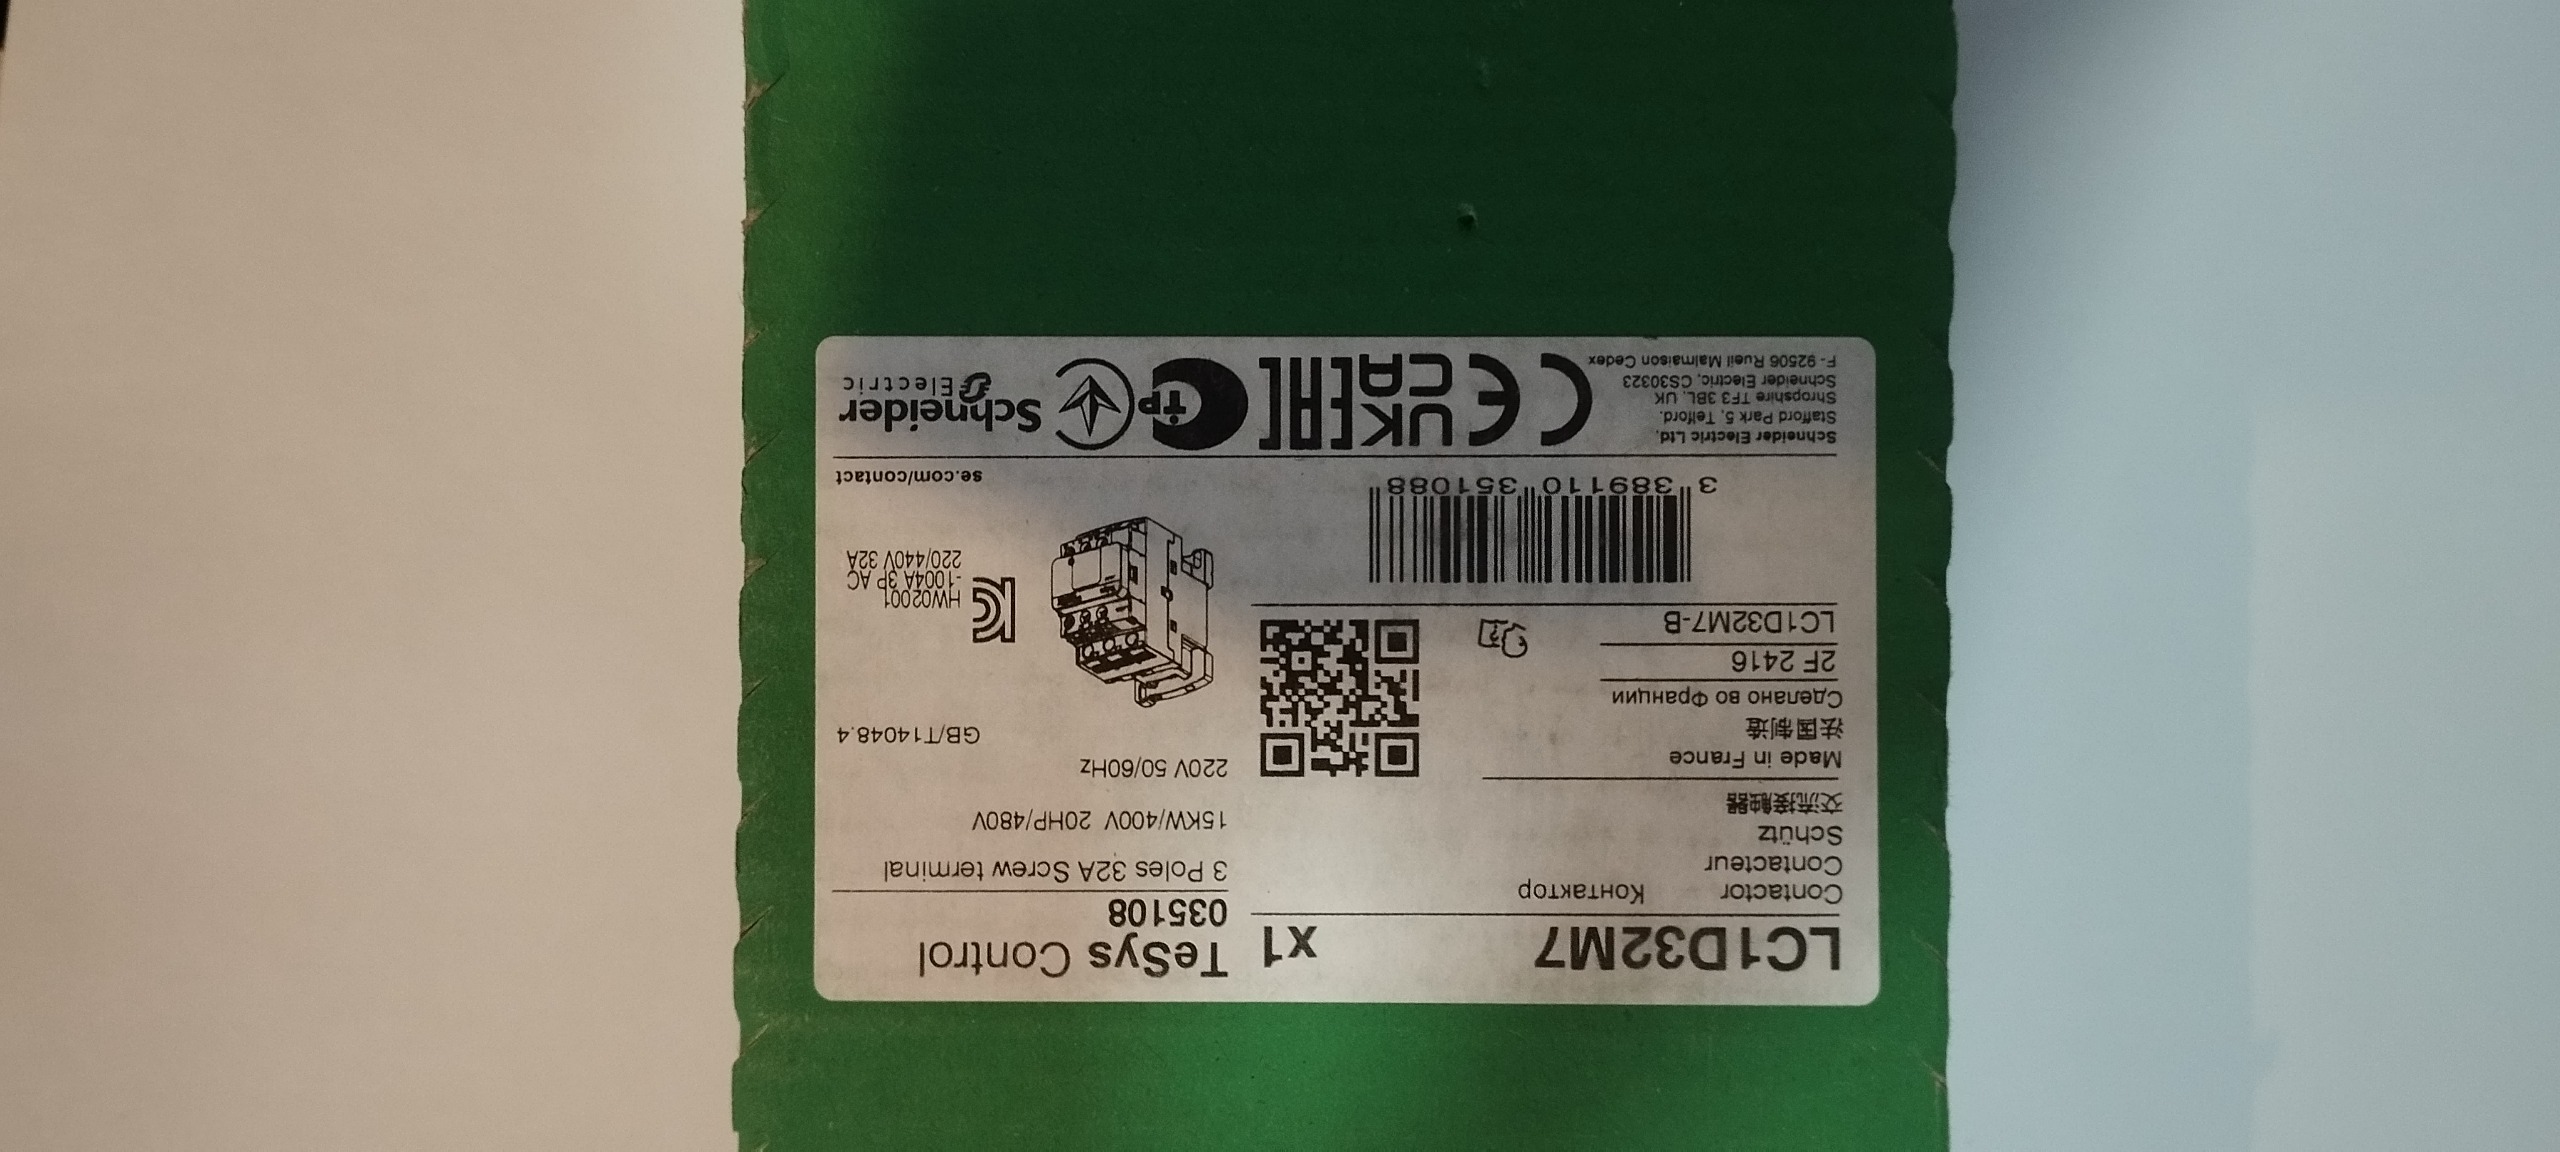 LC1D32M7 x1
Contactor Контактор
Contacteur
Schütz
交流接触器
Made in France
法国制造
Сделано во Франции
2F 2416
LC1D32M7-B
3 389110 351088
TeSys Control
035108
3 Poles 32A Screw terminal
15KW/400V 20HP/480V
220V 50/60Hz
GB/T14048.4
HW02001
-1004A 3P AC
220/440V 32A
se.com/contact
Schneider Electric Ltd.
Stafford Park 5, Telford.
Shropshire TF3 3BL, UK
Schneider Electric, CS30323
F- 92506 Rueil Malmaison Cedex
CE
UK
CA
EAC
Schneider
Electric